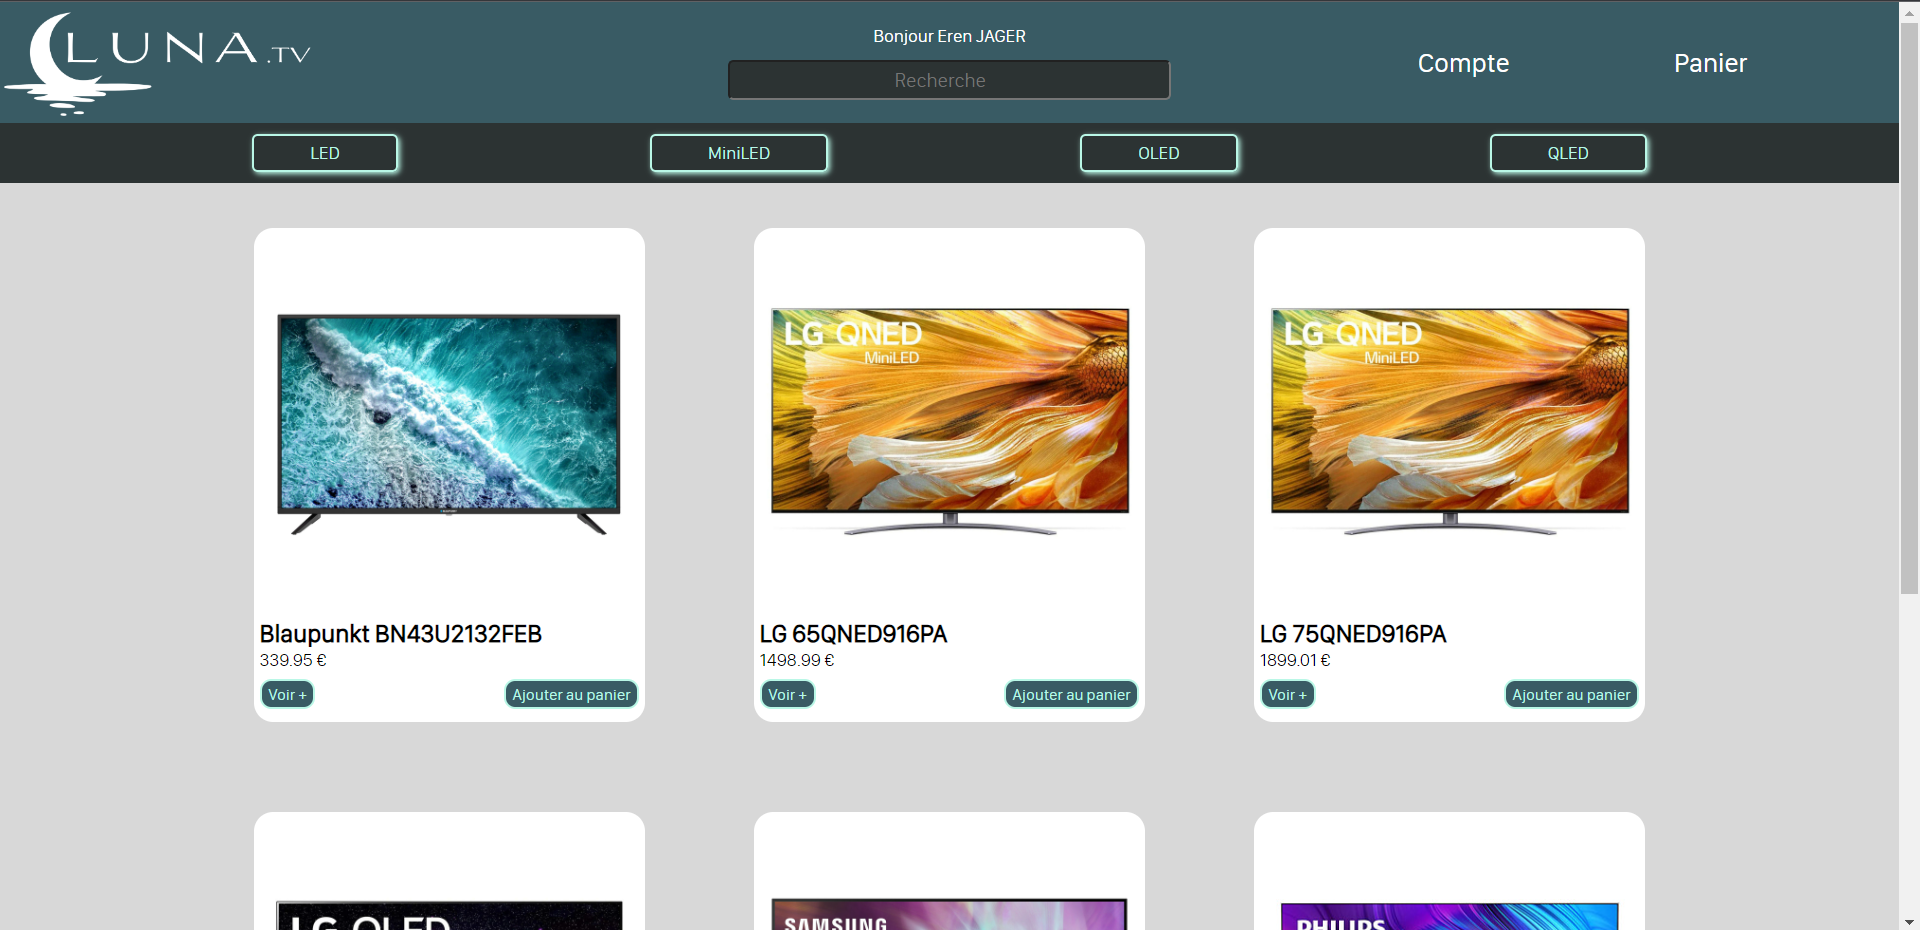 LUNA.TV
Bonjour Eren JAGER
Recherche
Compte
Panier
LED
MiniLED
OLED
QLED
LG QNED
MiniLED
LG QNED
MiniLED
Blaupunkt BN43U2132FEB
339.95 €
Voir +
Ajouter au panier
LG 65QNED916PA
1498.99 €
Voir +
Ajouter au panier
LG 75QNED916PA
1899.01 €
Voir +
Ajouter au panier
LG OLED
SAMSUNG
PHILIPS